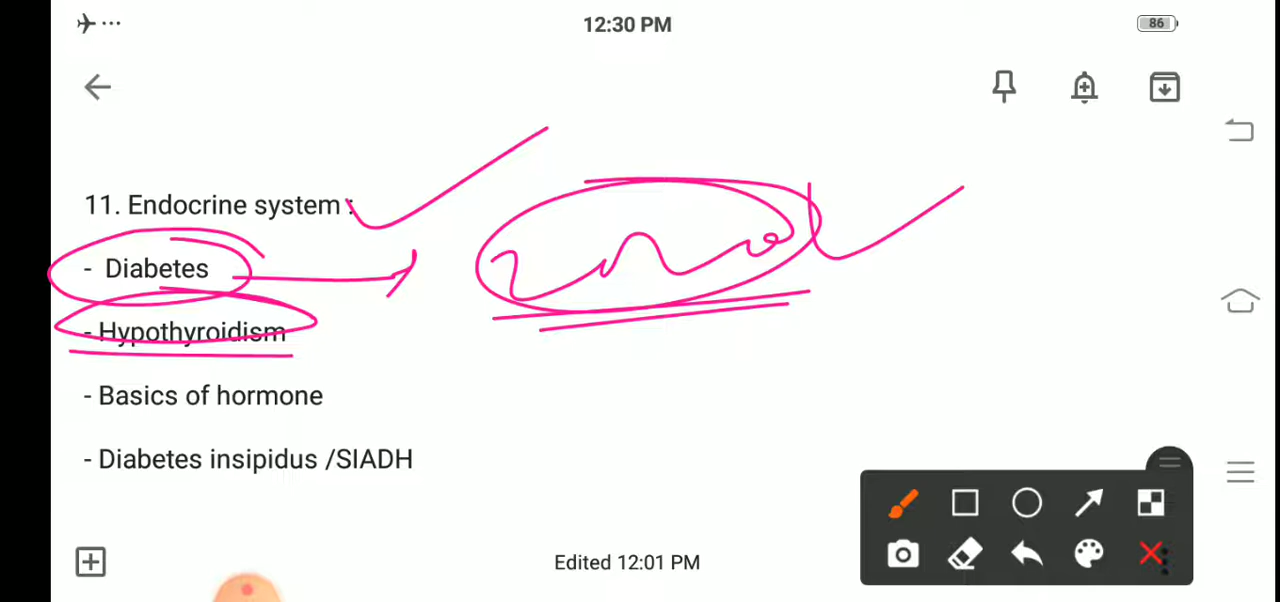 12:30 PM
86
11. Endocrine system :
- Diabetes
- Hypothyroidism
- Basics of hormone
- Diabetes insipidus /SIADH
Edited 12:01 PM